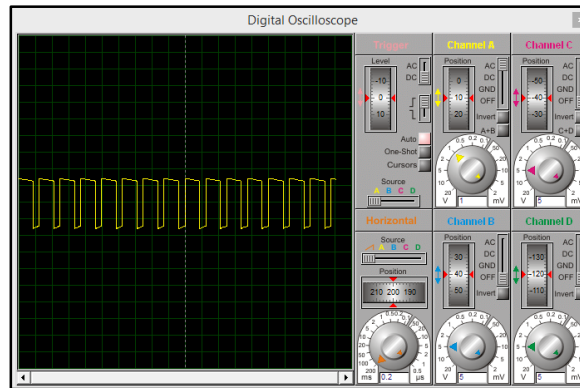 Digital Oscilloscope
Trigger
Level
-10
0
10
AC
DC
Auto
One-Shot
Cursors
Source
A B C D
Channel A
Position
0
10
20
AC
DC
GND
OFF
Invert
A+B
V 1 mV
Channel C
Position
-50
-40
-30
AC
DC
GND
OFF
Invert
C+D
V 5 mV
Horizontal
Source
A B C D
Position
210 200 190
ms 0.2 µs
Channel B
Position
30
40
50
AC
DC
GND
OFF
Invert
V 5 mV
Channel D
Position
-130
-120
-110
AC
DC
GND
OFF
Invert
V 5 mV